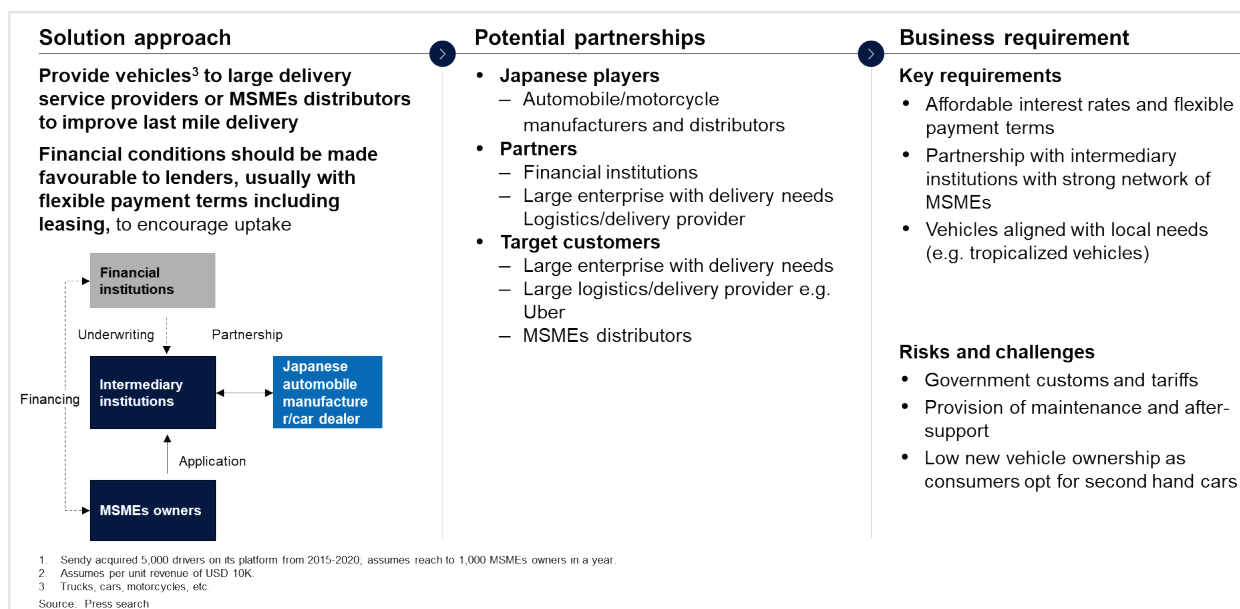 Solution approach
Provide vehicles3 to large delivery
service providers or MSMEs distributors
to improve last mile delivery
Financial conditions should be made
favourable to lenders, usually with
flexible payment terms including
leasing, to encourage uptake
Financial
institutions
Underwriting
Partnership
Intermediary
institutions
Japanese
automobile
manufacture
r/car dealer
Financing
Application
MSMEs owners
Potential partnerships
• Japanese players
– Automobile/motorcycle
manufacturers and distributors
• Partners
– Financial institutions
– Large enterprise with delivery needs
Logistics/delivery provider
• Target customers
– Large enterprise with delivery needs
– Large logistics/delivery provider e.g.
Uber
– MSMEs distributors
Business requirement
Key requirements
• Affordable interest rates and flexible
payment terms
• Partnership with intermediary
institutions with strong network of
MSMEs
• Vehicles aligned with local needs
(e.g. tropicalized vehicles)
Risks and challenges
• Government customs and tariffs
• Provision of maintenance and after-
support
• Low new vehicle ownership as
consumers opt for second hand cars
1. Sendy acquired 5,000 drivers on its platform from 2015-2020; assumes reach to 1,000 MSMEs owners in a year.
2. Assumes per unit revenue of USD 10K.
3. Trucks, cars, motorcycles, etc.
Source: Press search